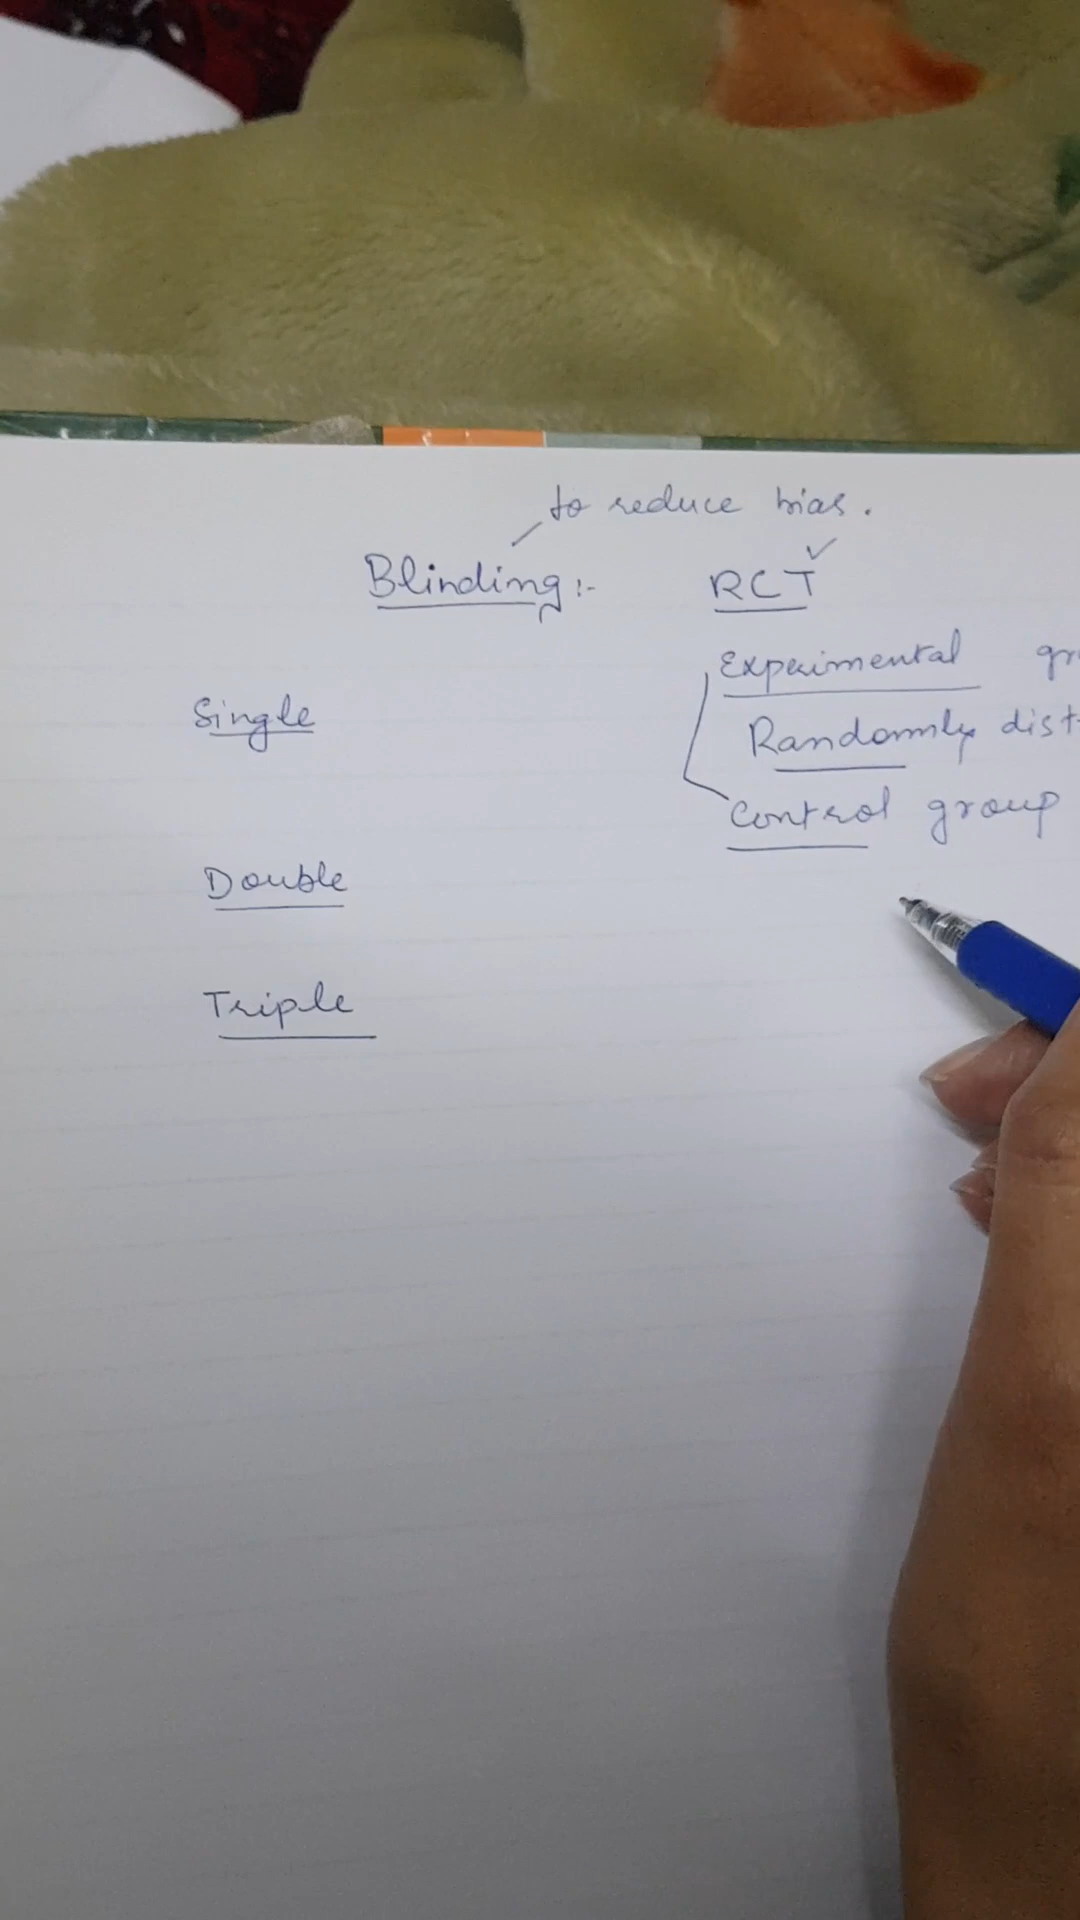 to reduce bias.
Blinding :- RCT
Experimental
Single
Randomly
Control group
Double
Triple